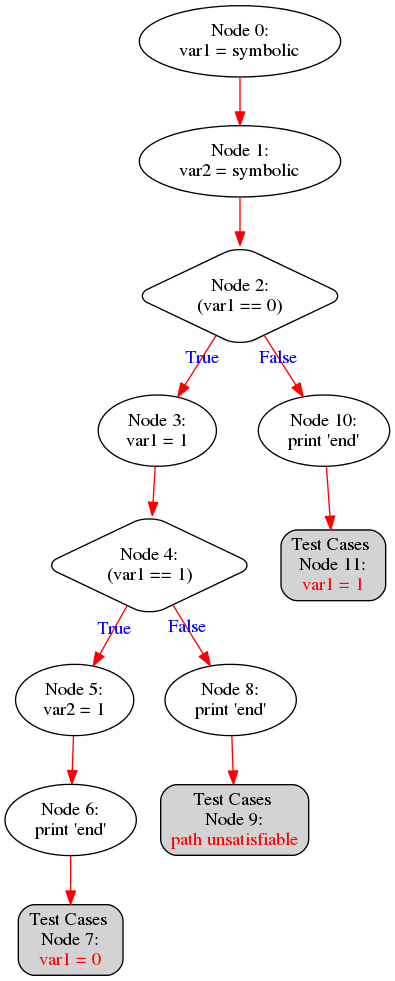 Node 0:
var1 = symbolic
Node 1:
var2 = symbolic
Node 2:
(var1 == 0)
True
False
Node 3:
var1 = 1
Node 10:
print 'end'
Node 4:
(var1 == 1)
Test Cases
Node 11:
var1 = 1
True
False
Node 5:
var2 = 1
Node 8:
print 'end'
Node 6:
print 'end'
Test Cases
Node 9:
path unsatisfiable
Test Cases
Node 7:
var1 = 0